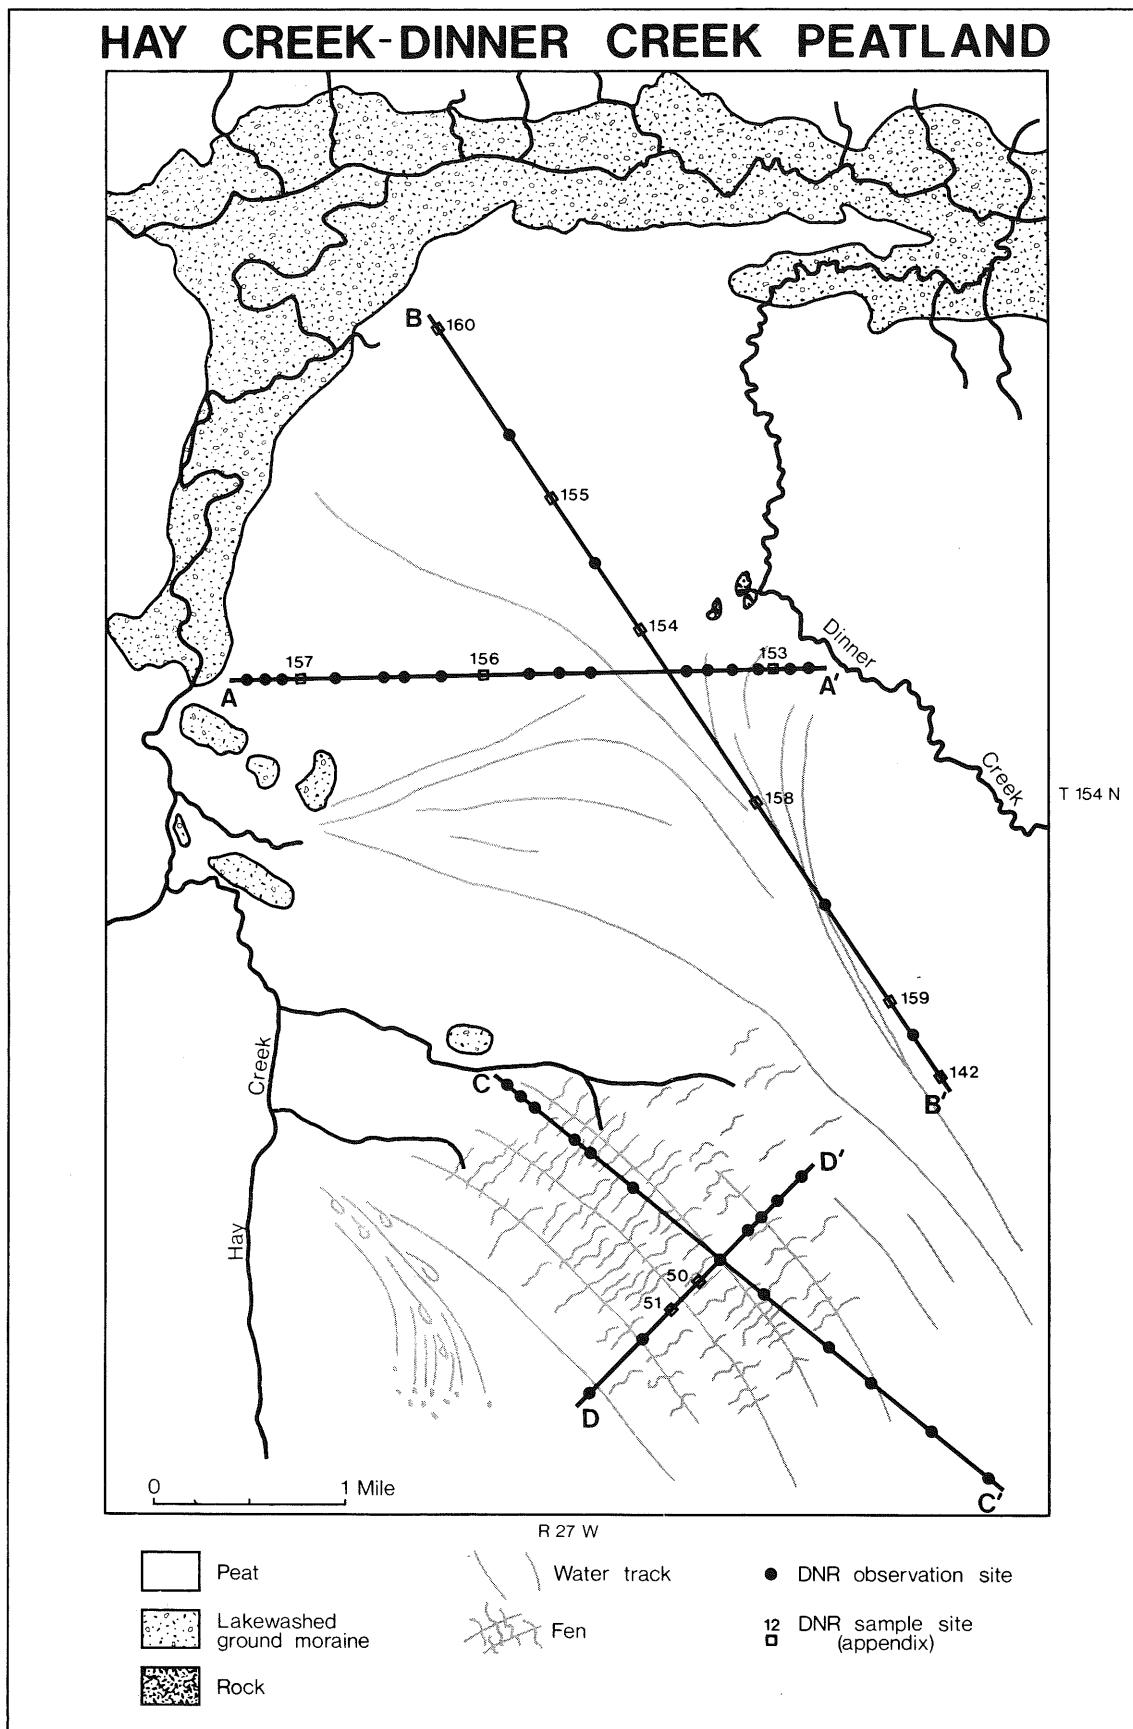 HAY CREEK-DINNER CREEK PEATLAND
B
160
155
154
157
156
153
A
A'
Dinner
Creek
158
T 154 N
159
142
B'
C
Creek
D'
Hay
50
51
D
0
1 Mile
C'
R 27 W
Peat
Water track
DNR observation site
Lakewashed
ground moraine
Fen
12 DNR sample site
(appendix)
Rock